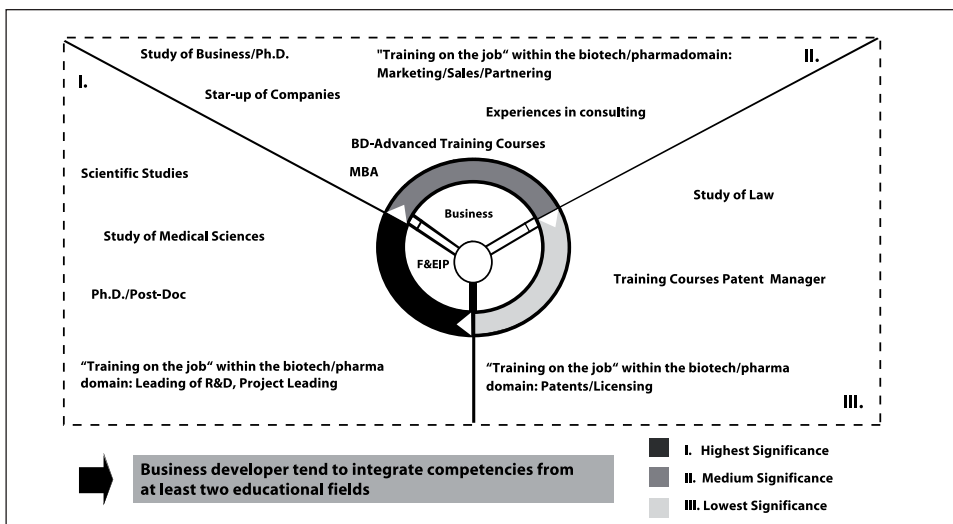 I.
Study of Business/Ph.D.
"Training on the job“ within the biotech/pharmadomain:
Marketing/Sales/Partnering
II.
Star-up of Companies
Experiences in consulting
BD-Advanced Training Courses
MBA
Scientific Studies
Study of Law
Business
Study of Medical Sciences
F&EIP
Training Courses Patent Manager
Ph.D./Post-Doc
“Training on the job“ within the biotech/pharma
domain: Leading of R&D, Project Leading
“Training on the job“ within the biotech/pharma
domain: Patents/Licensing
III.
Business developer tend to integrate competencies from
at least two educational fields
I. Highest Significance
II. Medium Significance
III. Lowest Significance